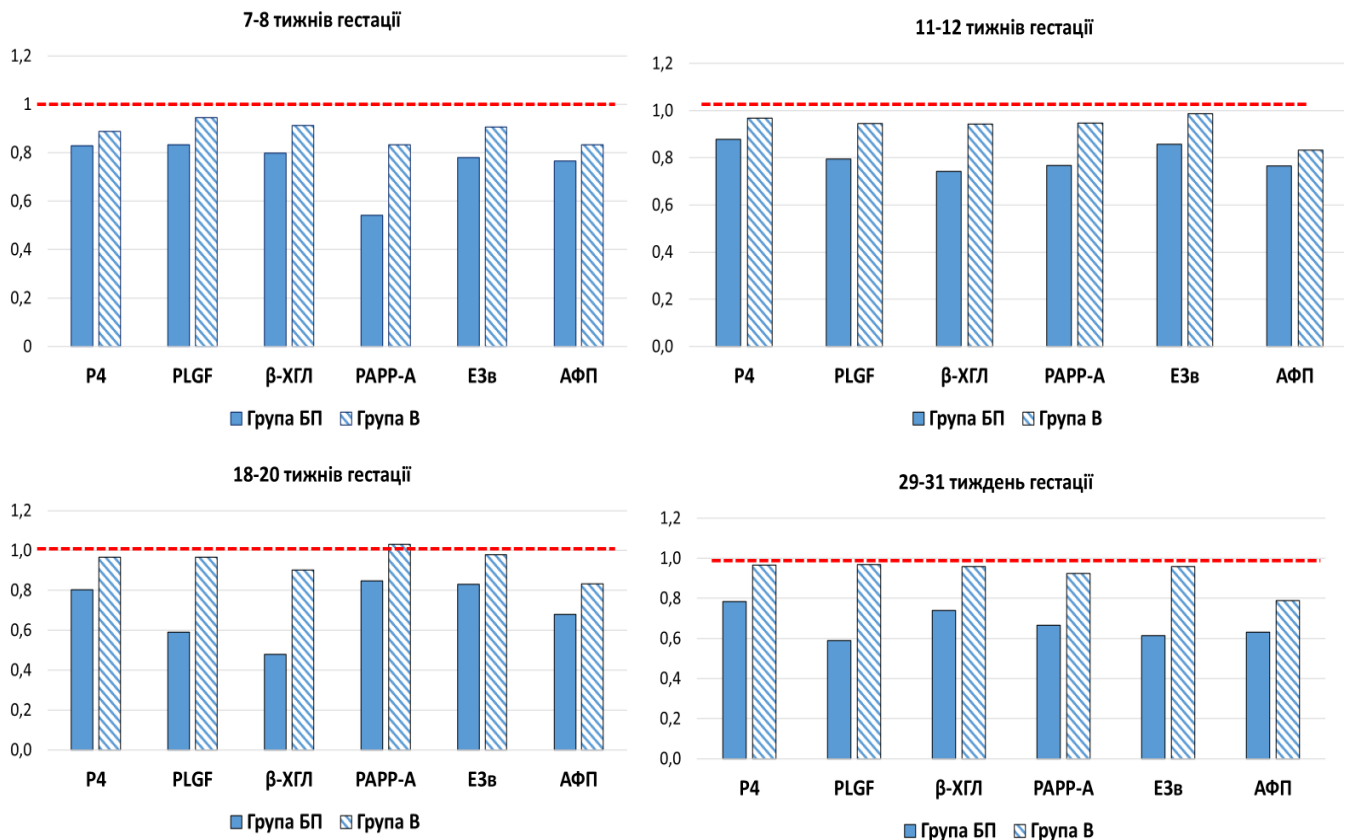 7-8 тижнів гестації
1,2
1
0,8
0,6
0,4
0,2
0
P4 PLGF β-ХГЛ PAPP-A Е3в АФП
Група БП Група В
11-12 тижнів гестації
1,2
1,0
0,8
0,6
0,4
0,2
0,0
P4 PLGF β-ХГЛ PAPP-A Е3в АФП
Група БП Група В
18-20 тижнів гестації
1,2
1,0
0,8
0,6
0,4
0,2
0,0
P4 PLGF β-ХГЛ PAPP-A Е3в АФП
Група БП Група В
29-31 тиждень гестації
1,2
1,0
0,8
0,6
0,4
0,2
0,0
P4 PLGF β-ХГЛ PAPP-A Е3в АФП
Група БП Група В